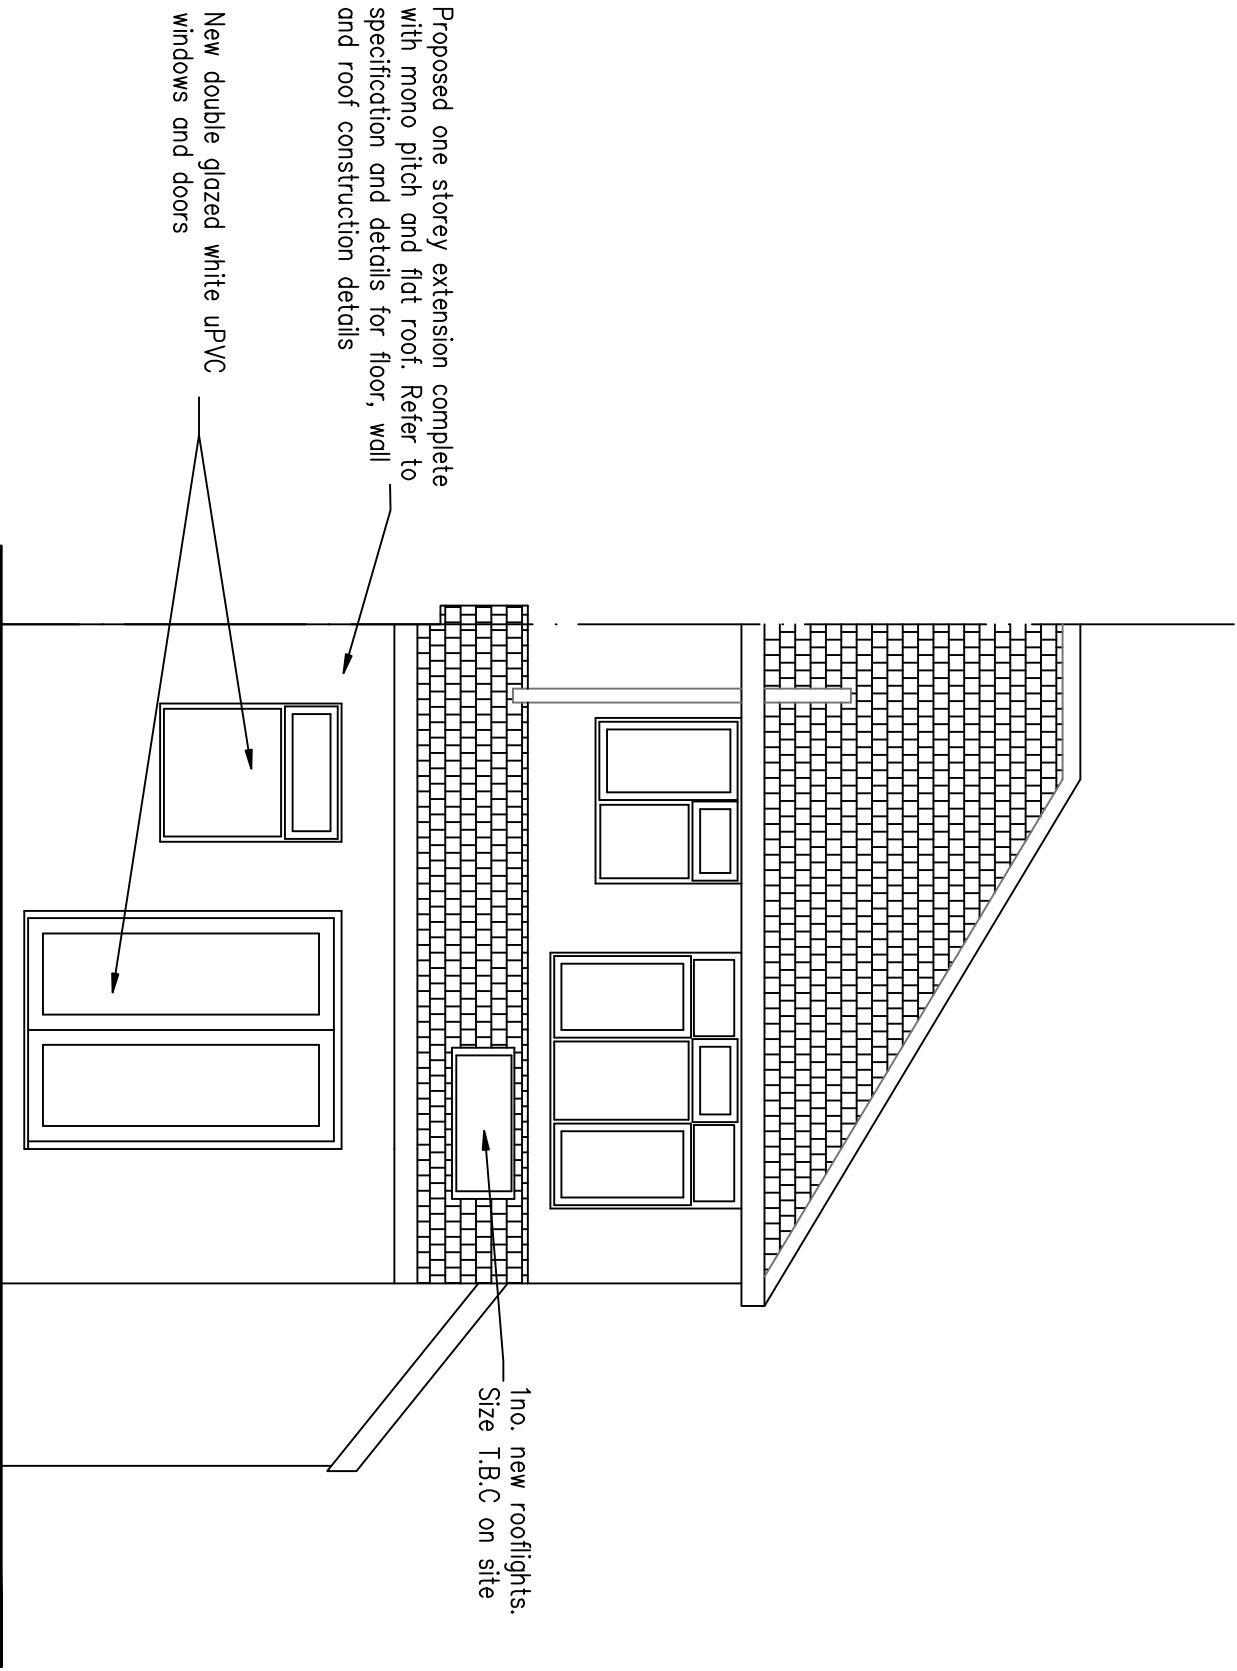 Proposed one storey extension complete
with mono pitch and flat roof. Refer to
specification and details for floor, wall
and roof construction details
New double glazed white uPVC
windows and doors
1no. new rooflights.
Size T.B.C on site